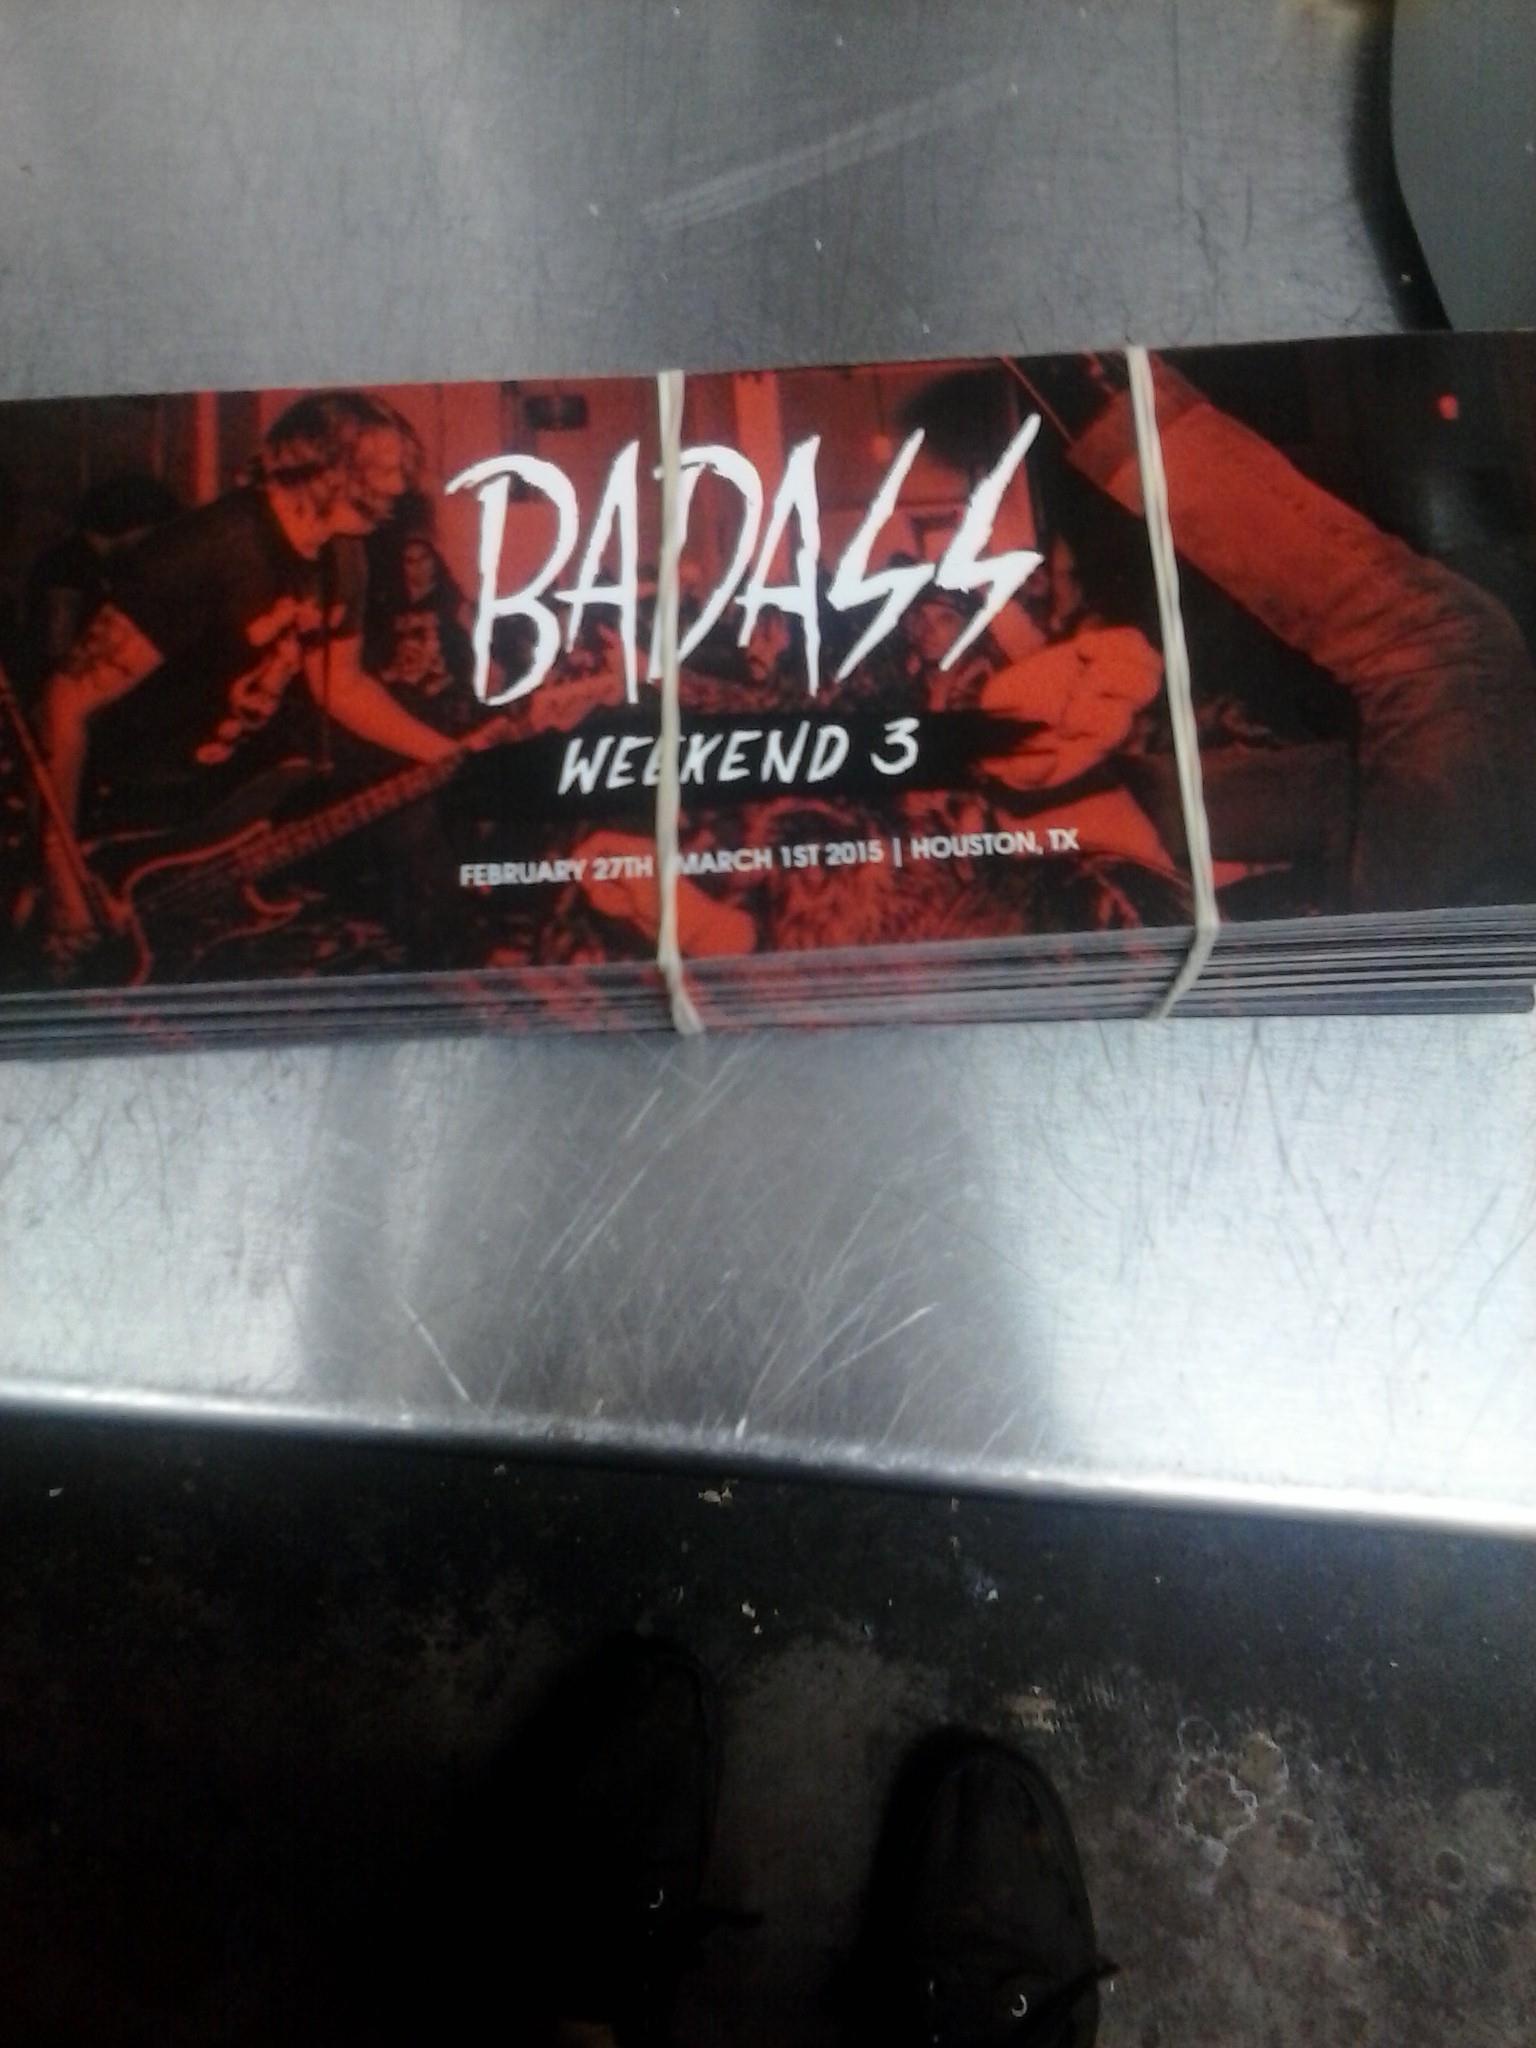 BADASS
WEEKEND 3
FEBRUARY 27TH MARCH 1ST 2015 | HOUSTON, TX